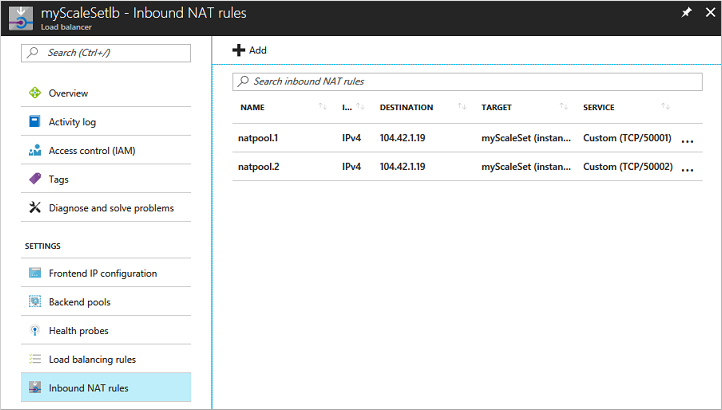 myScaleSetlb - Inbound NAT rules
Load balancer
Search (Ctrl+/)
Overview
Activity log
Access control (IAM)
Tags
Diagnose and solve problems
SETTINGS
Frontend IP configuration
Backend pools
Health probes
Load balancing rules
Inbound NAT rules
Add
Search inbound NAT rules
NAME I... DESTINATION TARGET SERVICE
natpool.1 IPv4 104.42.1.19 myScaleSet (instan... Custom (TCP/50001) ...
natpool.2 IPv4 104.42.1.19 myScaleSet (instan... Custom (TCP/50002) ...